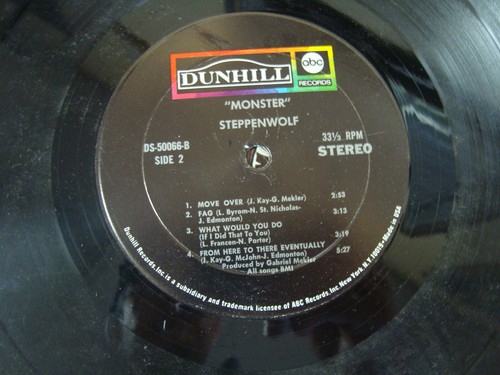 DUNHILL
abc
RECORDS
"MONSTER"
STEPPENWOLF
DS-50066-B
SIDE 2
33⅓ RPM
STEREO
1. MOVE OVER (J. Kay-G. Mekler) 2:53
2. FAG (L. Byrom-N. St. Nicholas-
J. Edmonton) 3:13
3. WHAT WOULD YOU DO
(If I Did That To You)
(L. Francen-N. Porter) 3:19
4. FROM HERE TO THERE EVENTUALLY
(J. Kay-G. McJohn-J. Edmonton) 5:27
Produced by Gabriel Mekler
All songs BMI
Dunhill Records, Inc. is a subsidiary and trademark licensee of ABC Records, Inc. New York, N.Y. 10019 • Made in USA